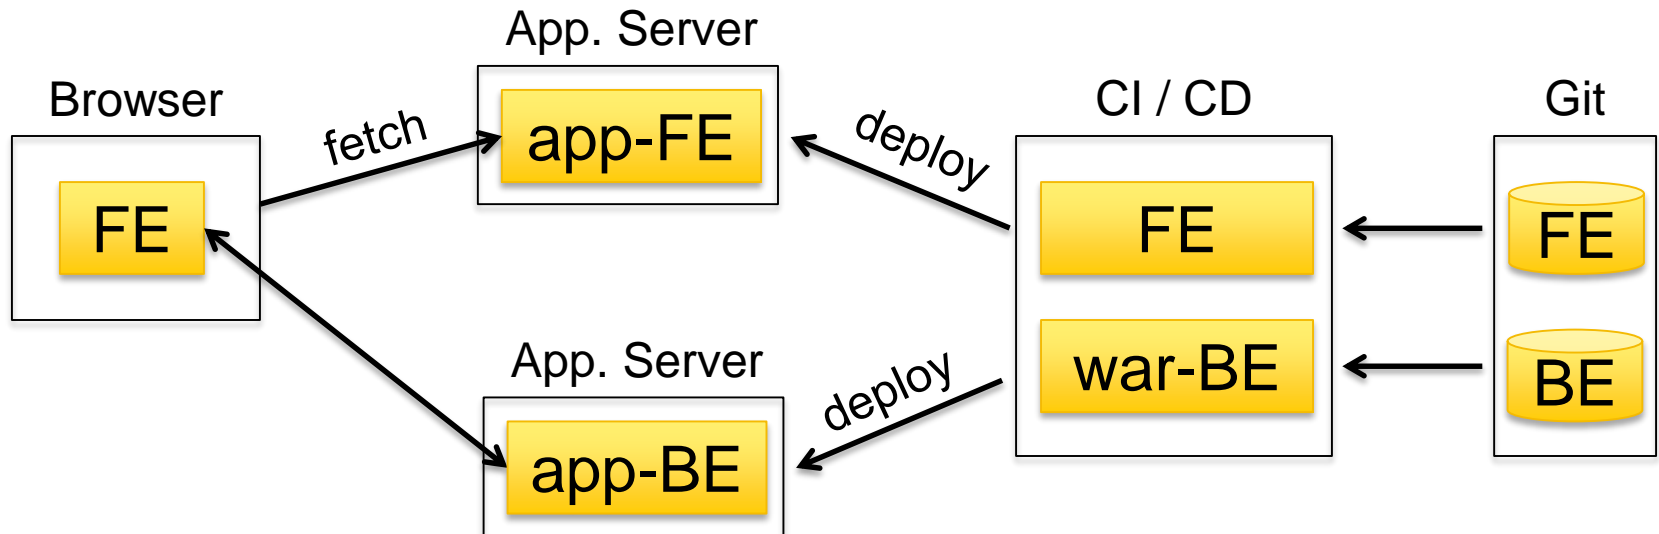 App. Server
Browser
CI / CD
Git
fetch
app-FE
deploy
FE
FE
FE
App. Server
deploy
war-BE
BE
app-BE